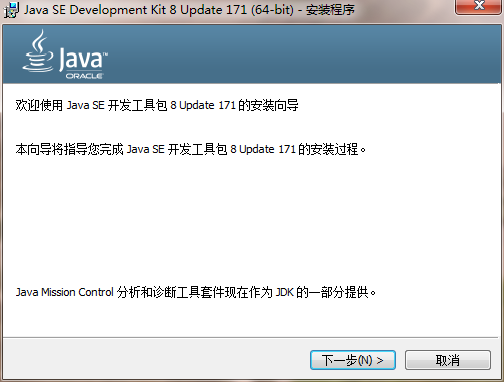 Java SE Development Kit 8 Update 171 (64-bit) - 安装程序
Java™
ORACLE
欢迎使用 Java SE 开发工具包 8 Update 171 的安装向导
本向导将指导您完成 Java SE 开发工具包 8 Update 171 的安装过程。
Java Mission Control 分析和诊断工具套件现在作为 JDK 的一部分提供。
下一步(N) >
取消